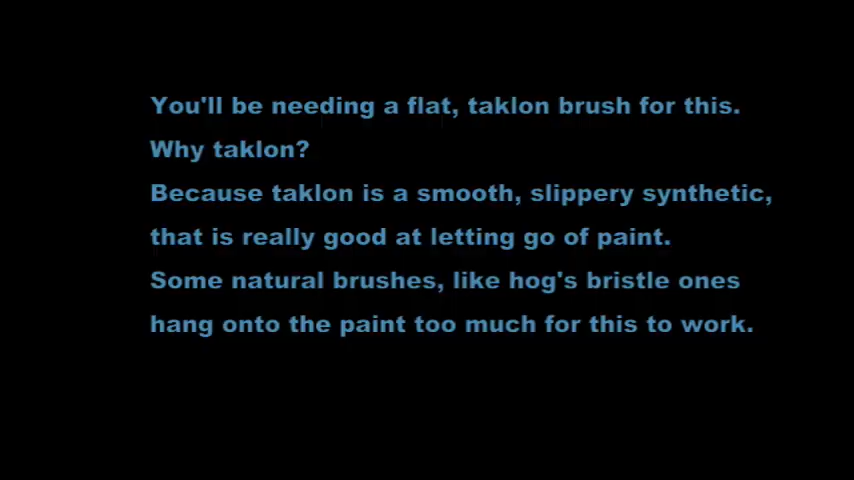 You'll be needing a flat, taklon brush for this.
Why taklon?
Because taklon is a smooth, slippery synthetic,
that is really good at letting go of paint.
Some natural brushes, like hog's bristle ones
hang onto the paint too much for this to work.